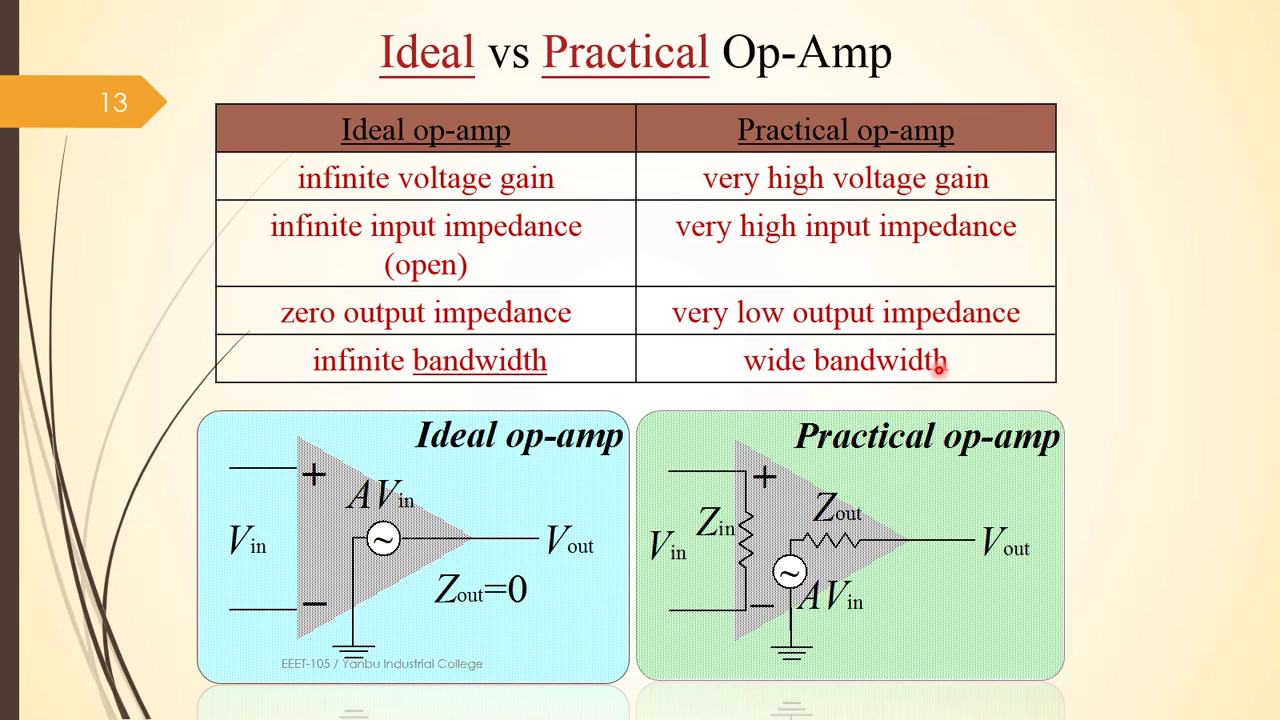 Ideal vs Practical Op-Amp
13
Ideal op-amp
Practical op-amp
infinite voltage gain
very high voltage gain
infinite input impedance
(open)
very high input impedance
zero output impedance
very low output impedance
infinite bandwidth
wide bandwidth
Ideal op-amp
+
AVin
Vin
~
Vout
Zout=0
−
EEET-105 / Yanbu Industrial College
Practical op-amp
+
Zout
Zin
Vin
Vout
~
−
AVin